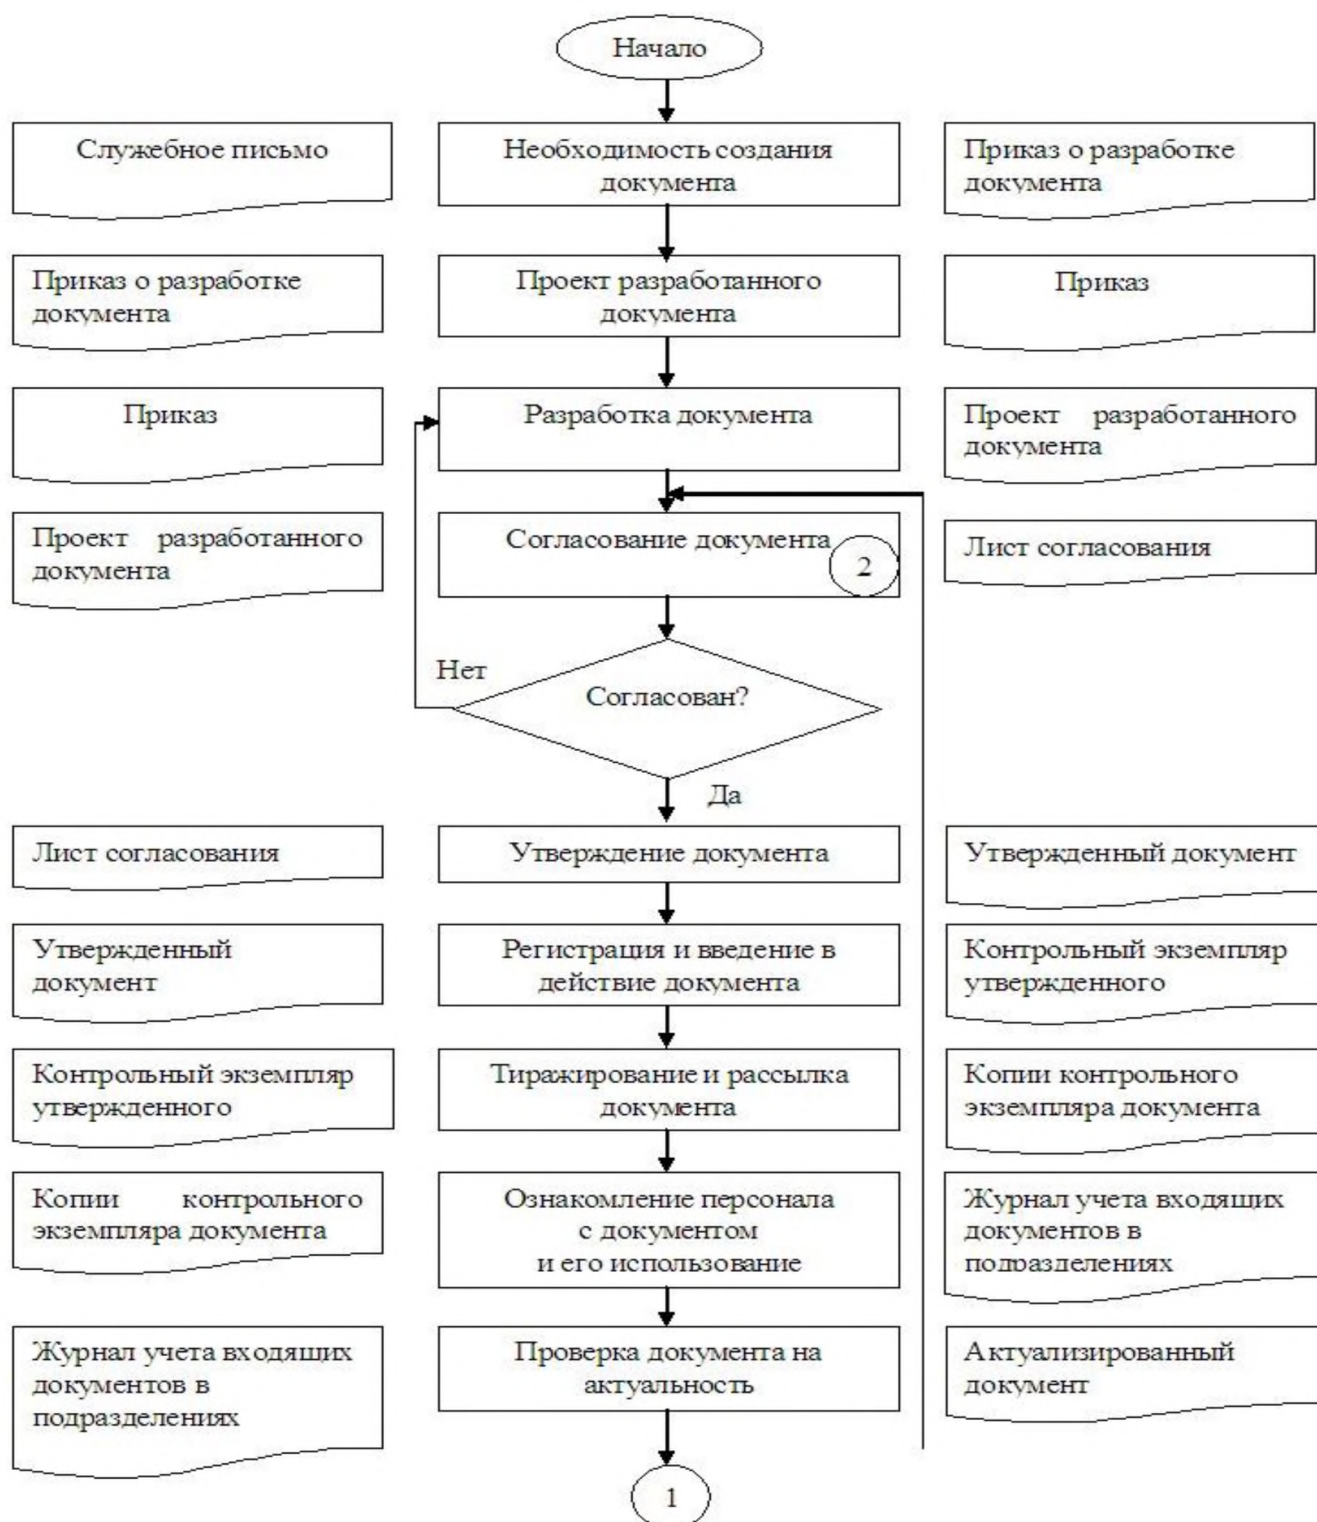 Начало
Служебное письмо
Необходимость создания
документа
Приказ о разработке
документа
Приказ о разработке
документа
Проект разработанного
документа
Приказ
Приказ
Разработка документа
Проект разработанного
документа
Проект разработанного
документа
Согласование документа
2
Лист согласования
Нет
Согласован?
Да
Лист согласования
Утверждение документа
Утвержденный документ
Утвержденный
документ
Регистрация и введение в
действие документа
Контрольный экземпляр
утвержденного
Контрольный экземпляр
утвержденного
Тиражирование и рассылка
документа
Копии контрольного
экземпляра документа
Копии контрольного
экземпляра документа
Ознакомление персонала
с документом
и его использование
Журнал учета входящих
документов в
подразделениях
Журнал учета входящих
документов в
подразделениях
Проверка документа на
актуальность
Актуализированный
документ
1